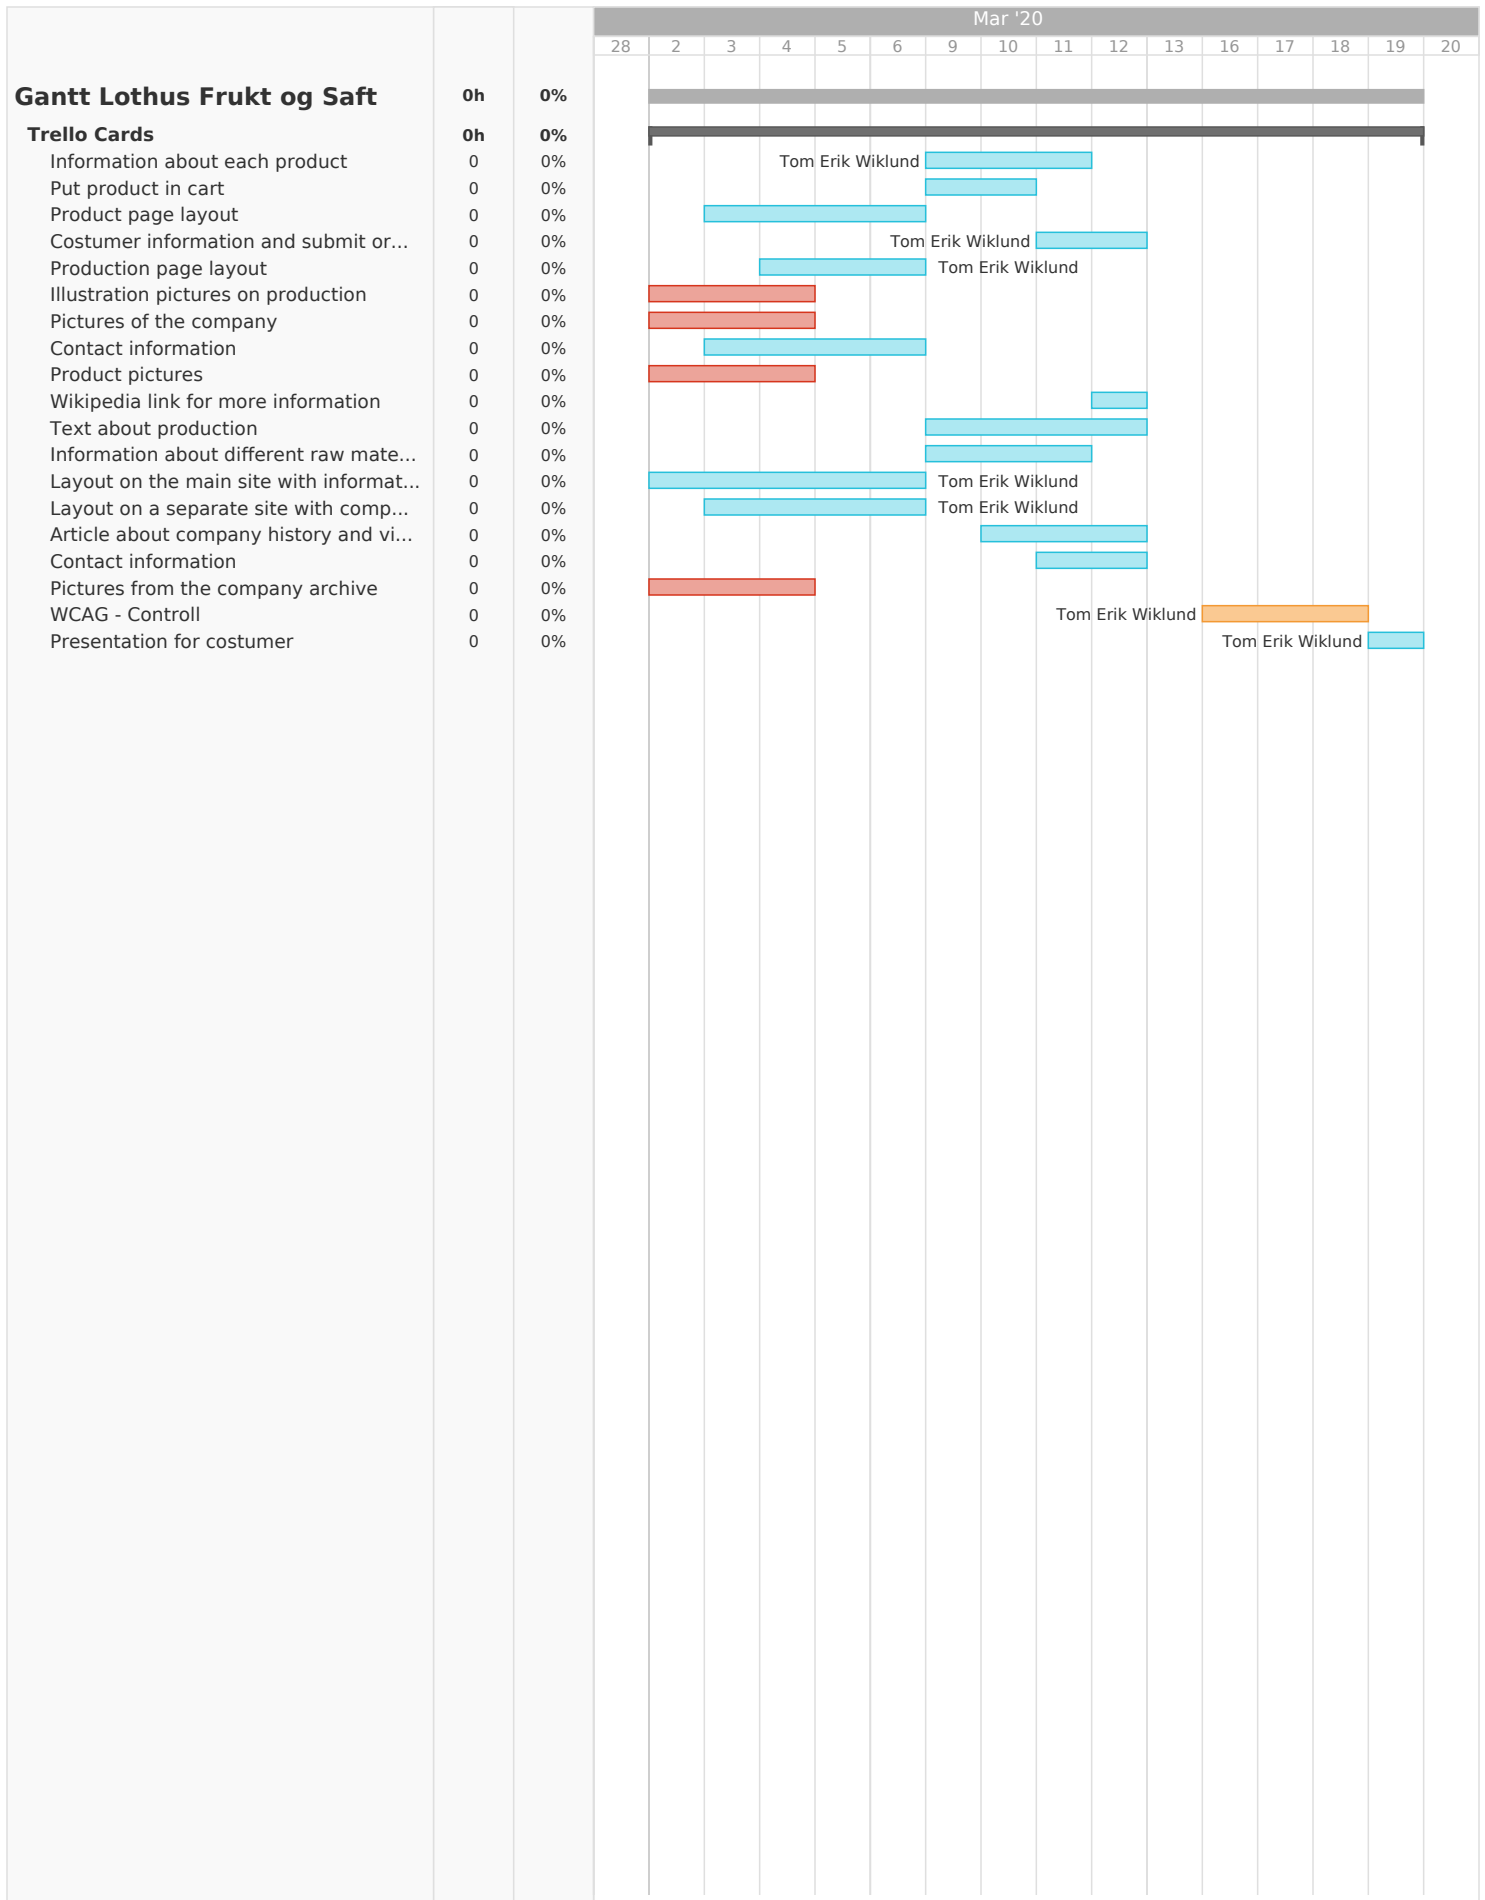 Mar '20
28 2 3 4 5 6 9 10 11 12 13 16 17 18 19 20
Gantt Lothus Frukt og Saft 0h 0%
Trello Cards 0h 0%
Information about each product 0 0% Tom Erik Wiklund
Put product in cart 0 0%
Product page layout 0 0%
Costumer information and submit or... 0 0% Tom Erik Wiklund
Production page layout 0 0% Tom Erik Wiklund
Illustration pictures on production 0 0%
Pictures of the company 0 0%
Contact information 0 0%
Product pictures 0 0%
Wikipedia link for more information 0 0%
Text about production 0 0%
Information about different raw mate... 0 0%
Layout on the main site with informat... 0 0% Tom Erik Wiklund
Layout on a separate site with comp... 0 0% Tom Erik Wiklund
Article about company history and vi... 0 0%
Contact information 0 0%
Pictures from the company archive 0 0%
WCAG - Controll 0 0% Tom Erik Wiklund
Presentation for costumer 0 0% Tom Erik Wiklund